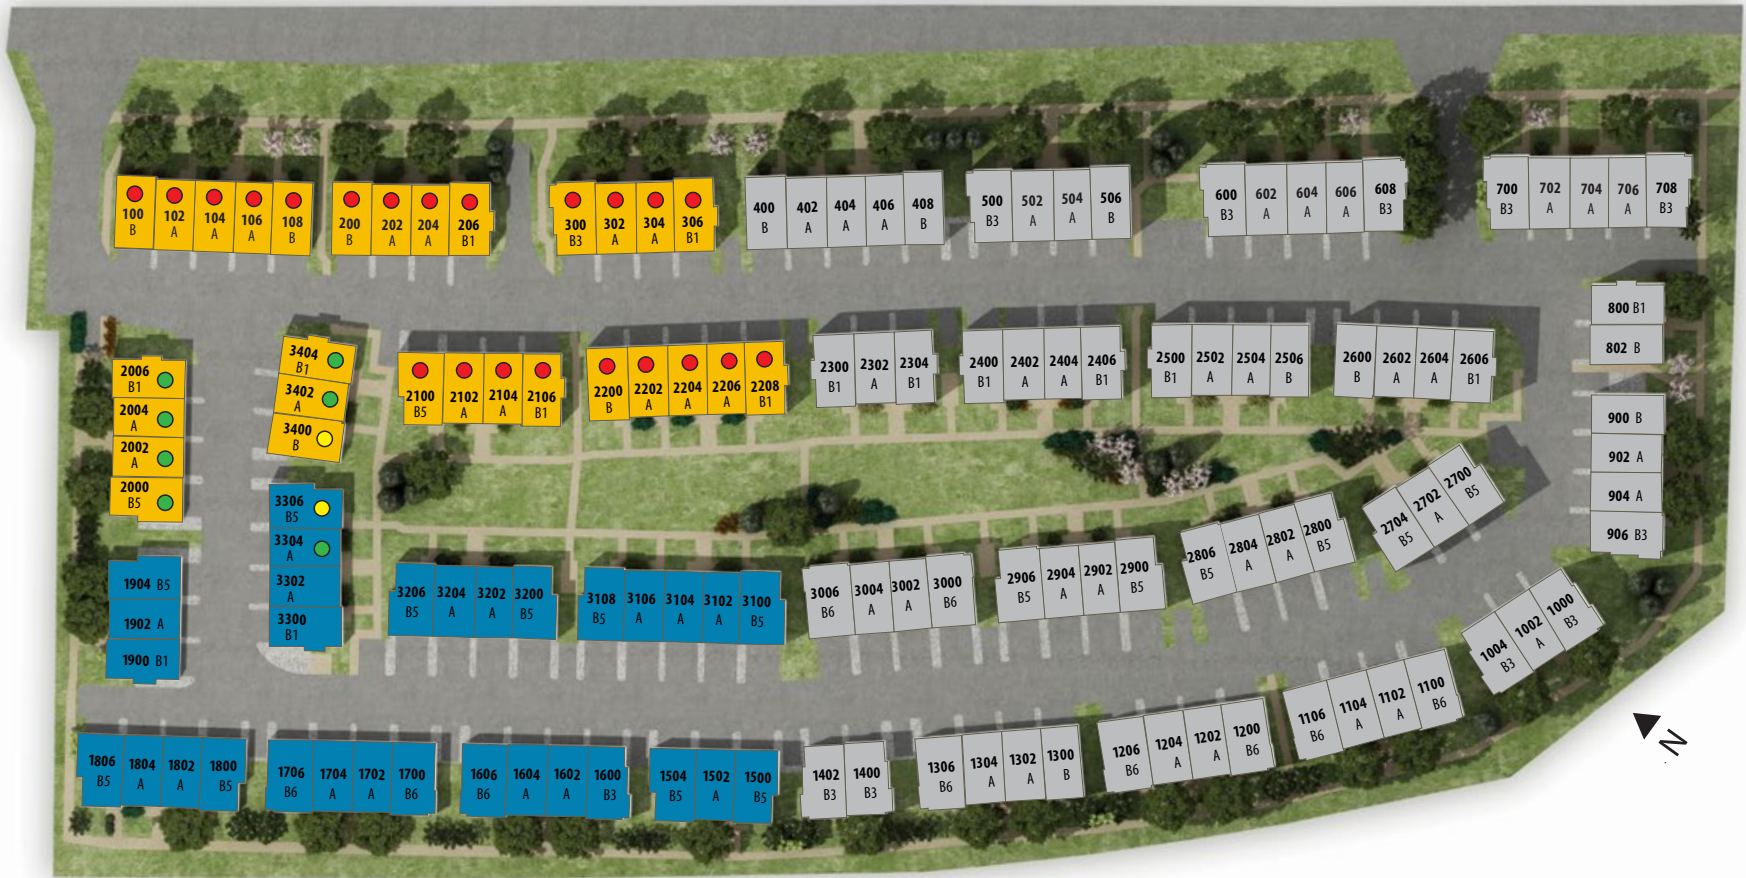 100
B
102
A
104
A
106
A
108
B
200
B
202
A
204
A
206
B1
300
B3
302
A
304
A
306
B1
400
B
402
A
404
A
406
A
408
B
500
B3
502
A
504
A
506
B
600
B3
602
A
604
A
606
A
608
B3
700
B3
702
A
704
A
706
A
708
B3
800 B1
802 B
900 B
902 A
904 A
906 B3
2006
B1
2004
A
2002
A
2000
B5
3404
B1
3402
A
3400
B
2100
B5
2102
A
2104
A
2106
B1
2200
B
2202
A
2204
A
2206
A
2208
B1
2300
B1
2302
A
2304
B1
2400
B1
2402
A
2404
A
2406
B1
2500
B1
2502
A
2504
A
2506
B
2600
B
2602
A
2604
A
2606
B1
3306
B5
3304
A
3302
A
3300
B1
1904 B5
1902 A
1900 B1
3206
B5
3204
A
3202
A
3200
B5
3108
B5
3106
A
3104
A
3102
A
3100
B5
3006
B6
3004
A
3002
A
3000
B6
2906
B5
2904
A
2902
A
2900
B5
2806
B5
2804
A
2802
A
2800
B5
2704
B5
2702
A
2700
B5
1004
B3
1002
A
1000
B3
1806
B5
1804
A
1802
A
1800
B5
1706
B6
1704
A
1702
A
1700
B6
1606
B6
1604
A
1602
A
1600
B3
1504
B5
1502
A
1500
B5
1402
B3
1400
B3
1306
B6
1304
A
1302
A
1300
B
1206
B6
1204
A
1202
A
1200
B6
1106
B6
1104
A
1102
A
1100
B6
N